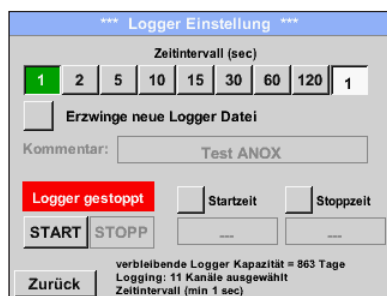 *** Logger Einstellung ***
Zeitintervall (sec)
1 2 5 10 15 30 60 120 1
Erzwinge neue Logger Datei
Kommentar: Test ANOX
Logger gestoppt Startzeit Stoppzeit
START STOPP --- ---
verbleibende Logger Kapazität = 863 Tage
Logging: 11 Kanäle ausgewählt
Zeitintervall (min 1 sec)
Zurück